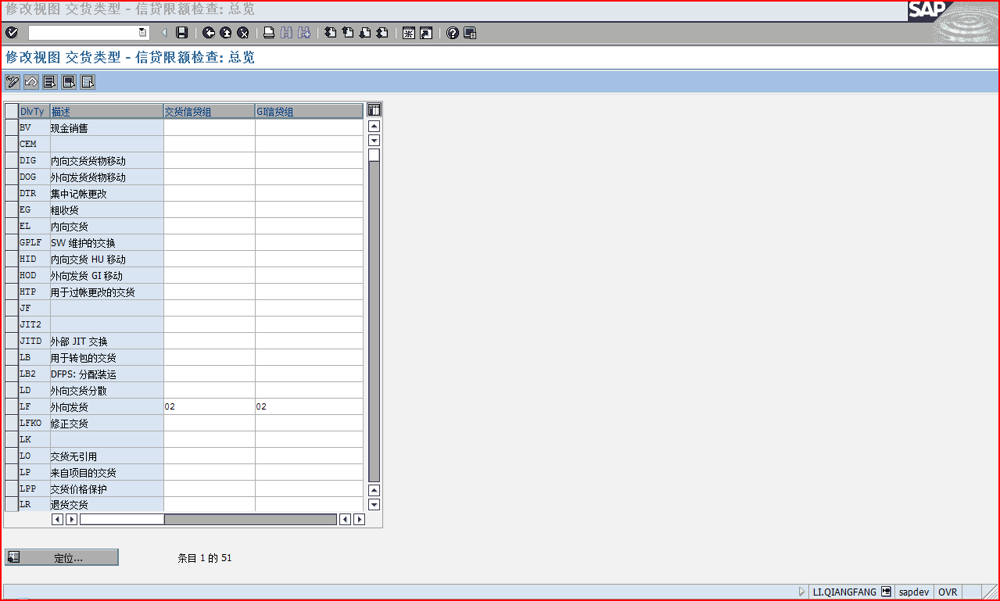 修改视图 交货类型 - 信贷限额检查: 总览
SAP
修改视图 交货类型 - 信贷限额检查: 总览
DlvTy 描述 交货信贷组 GI信贷组
BV 现金销售
CEM
DIG 内向交货货物移动
DOG 外向发货货物移动
DTR 集中记帐更改
EG 粗收货
EL 内向交货
GPLF SW 维护的交换
HID 内向交货 HU 移动
HOD 外向发货 GI 移动
HTP 用于过帐更改的交货
JF
JIT2
JITD 外部 JIT 交换
LB 用于转包的交货
LB2 DFPS: 分配装运
LD 外向交货分散
LF 外向发货 02 02
LFKO 修正交货
LK
LO 交货无引用
LP 来自项目的交货
LPP 交货价格保护
LR 退货交货
定位... 条目 1 的 51
LI.QIANGFANG sapdev OVR